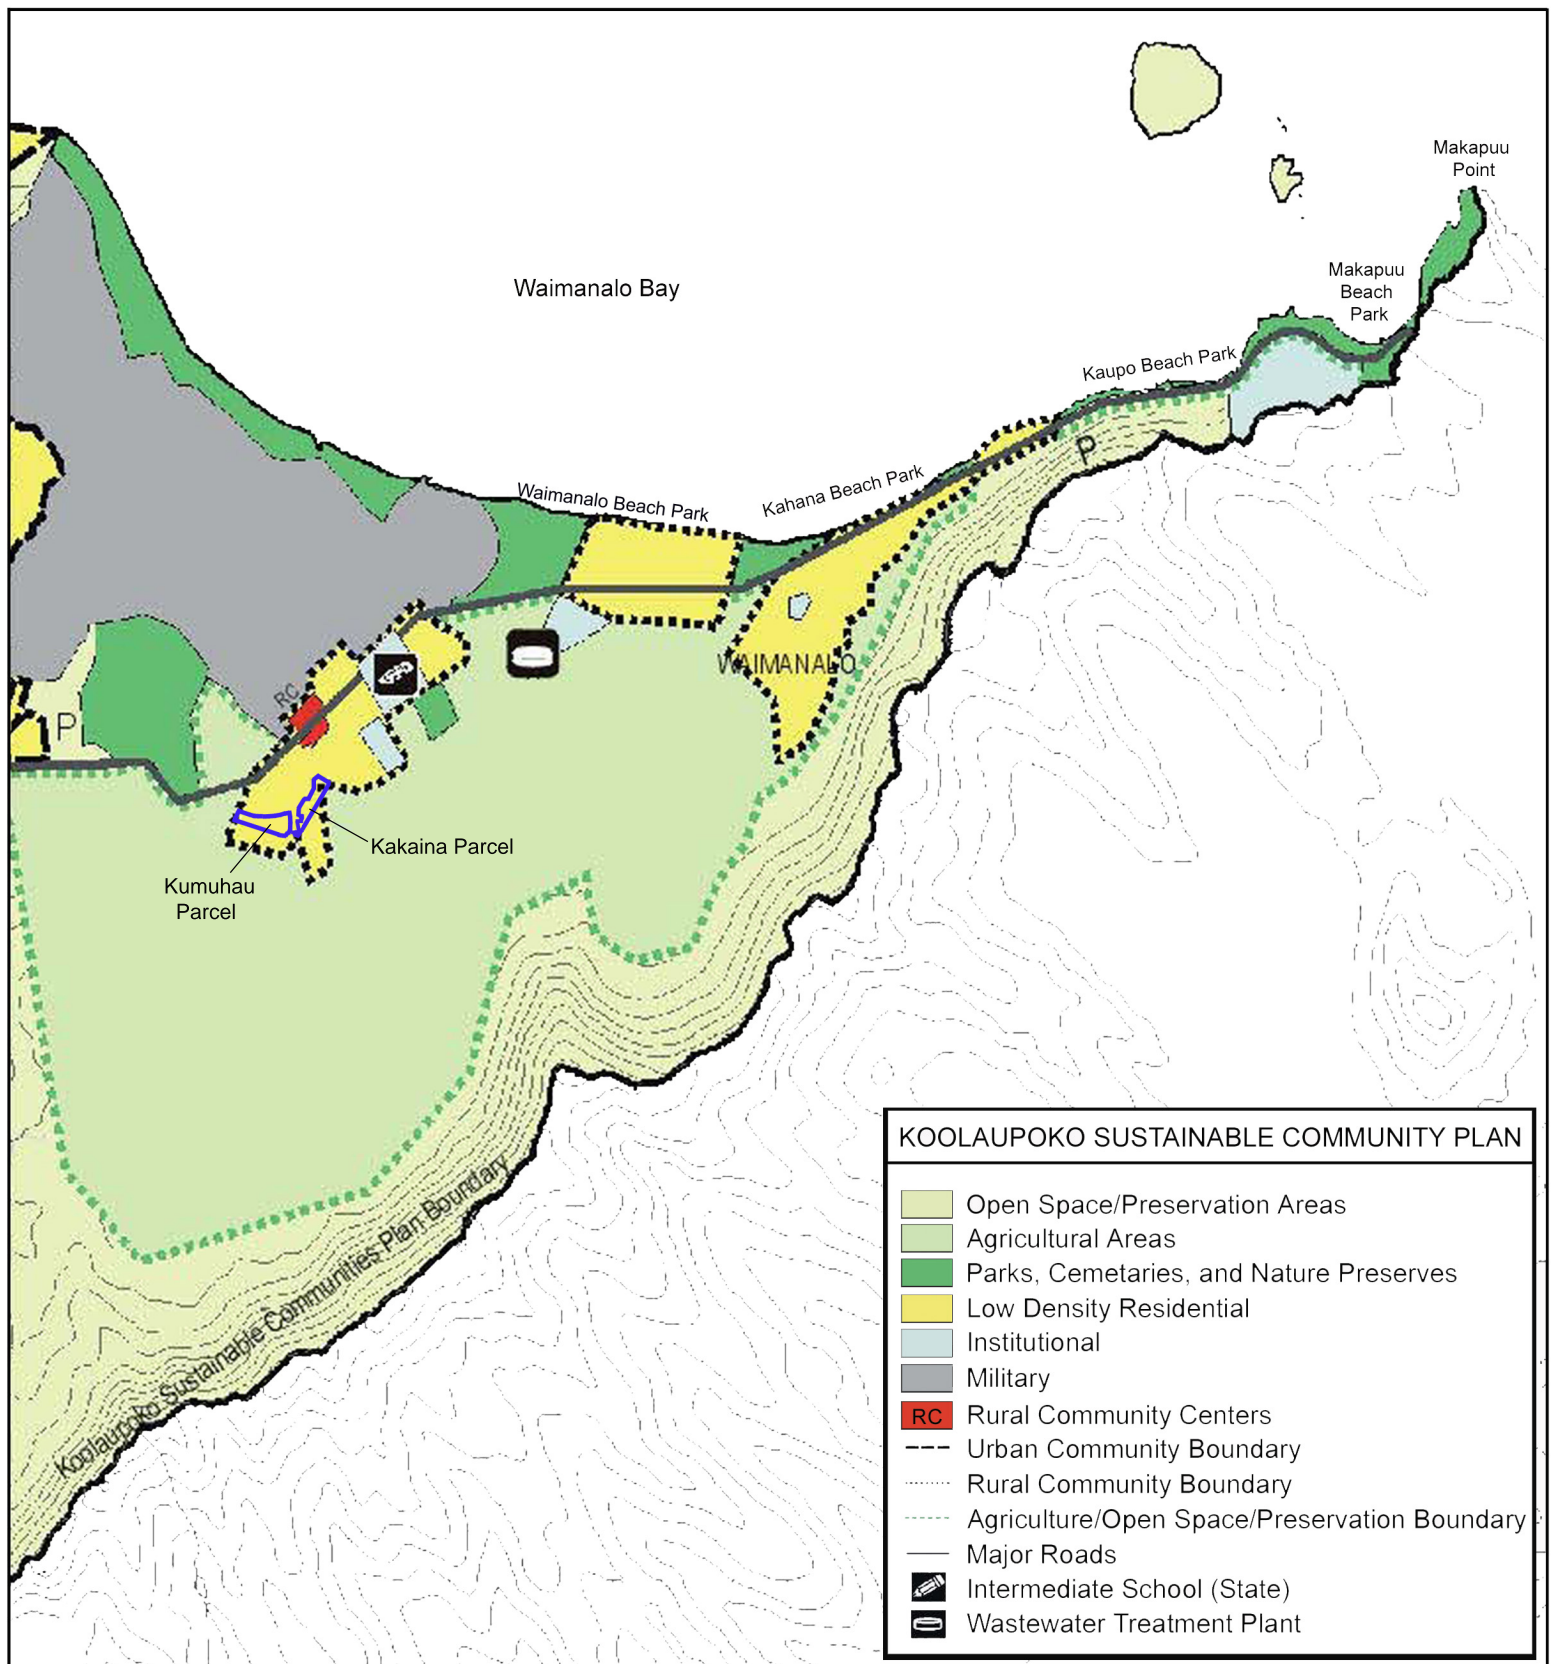 Makapuu
Point
Makapuu
Beach
Park
Waimanalo Bay
Kaupo Beach Park
P
Kahana Beach Park
Waimanalo Beach Park
WAIMANALO
RC
P
Kakaina Parcel
Kumuhau
Parcel
Koolaupoko Sustainable Communities Plan Boundary
KOOLAUPOKO SUSTAINABLE COMMUNITY PLAN
Open Space/Preservation Areas
Agricultural Areas
Parks, Cemetaries, and Nature Preserves
Low Density Residential
Institutional
Military
RC Rural Community Centers
Urban Community Boundary
Rural Community Boundary
Agriculture/Open Space/Preservation Boundary
Major Roads
Intermediate School (State)
Wastewater Treatment Plant